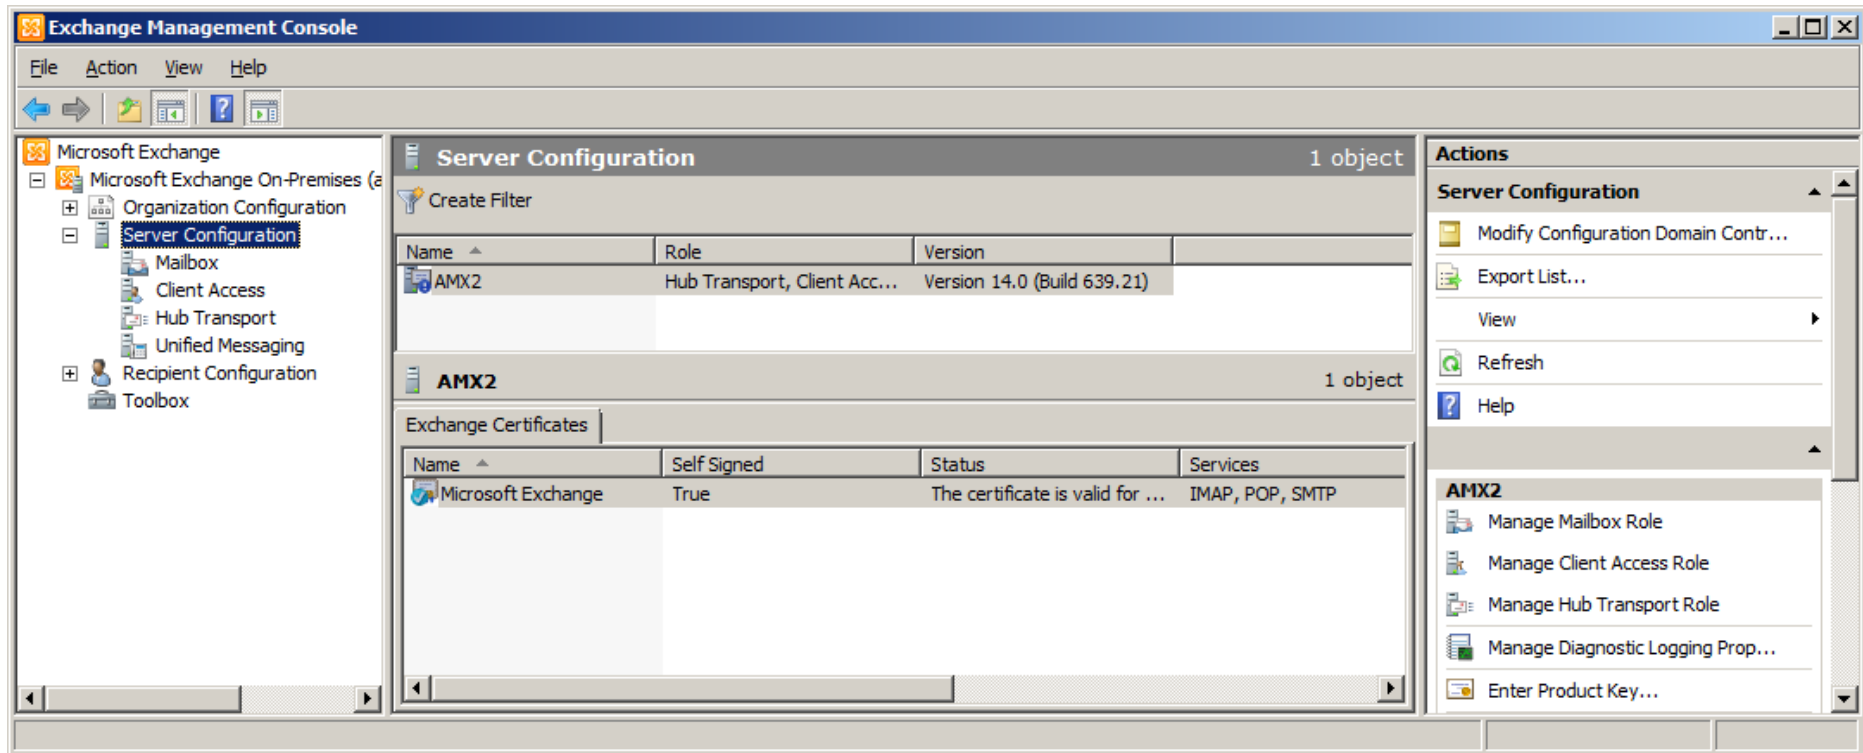 Exchange Management Console
File Action View Help
Microsoft Exchange
Microsoft Exchange On-Premises (a
Organization Configuration
Server Configuration
Mailbox
Client Access
Hub Transport
Unified Messaging
Recipient Configuration
Toolbox
Server Configuration 1 object
Create Filter
Name Role Version
AMX2 Hub Transport, Client Acc... Version 14.0 (Build 639.21)
AMX2 1 object
Exchange Certificates
Name Self Signed Status Services
Microsoft Exchange True The certificate is valid for ... IMAP, POP, SMTP
Actions
Server Configuration
Modify Configuration Domain Contr...
Export List...
View
Refresh
Help
AMX2
Manage Mailbox Role
Manage Client Access Role
Manage Hub Transport Role
Manage Diagnostic Logging Prop...
Enter Product Key...